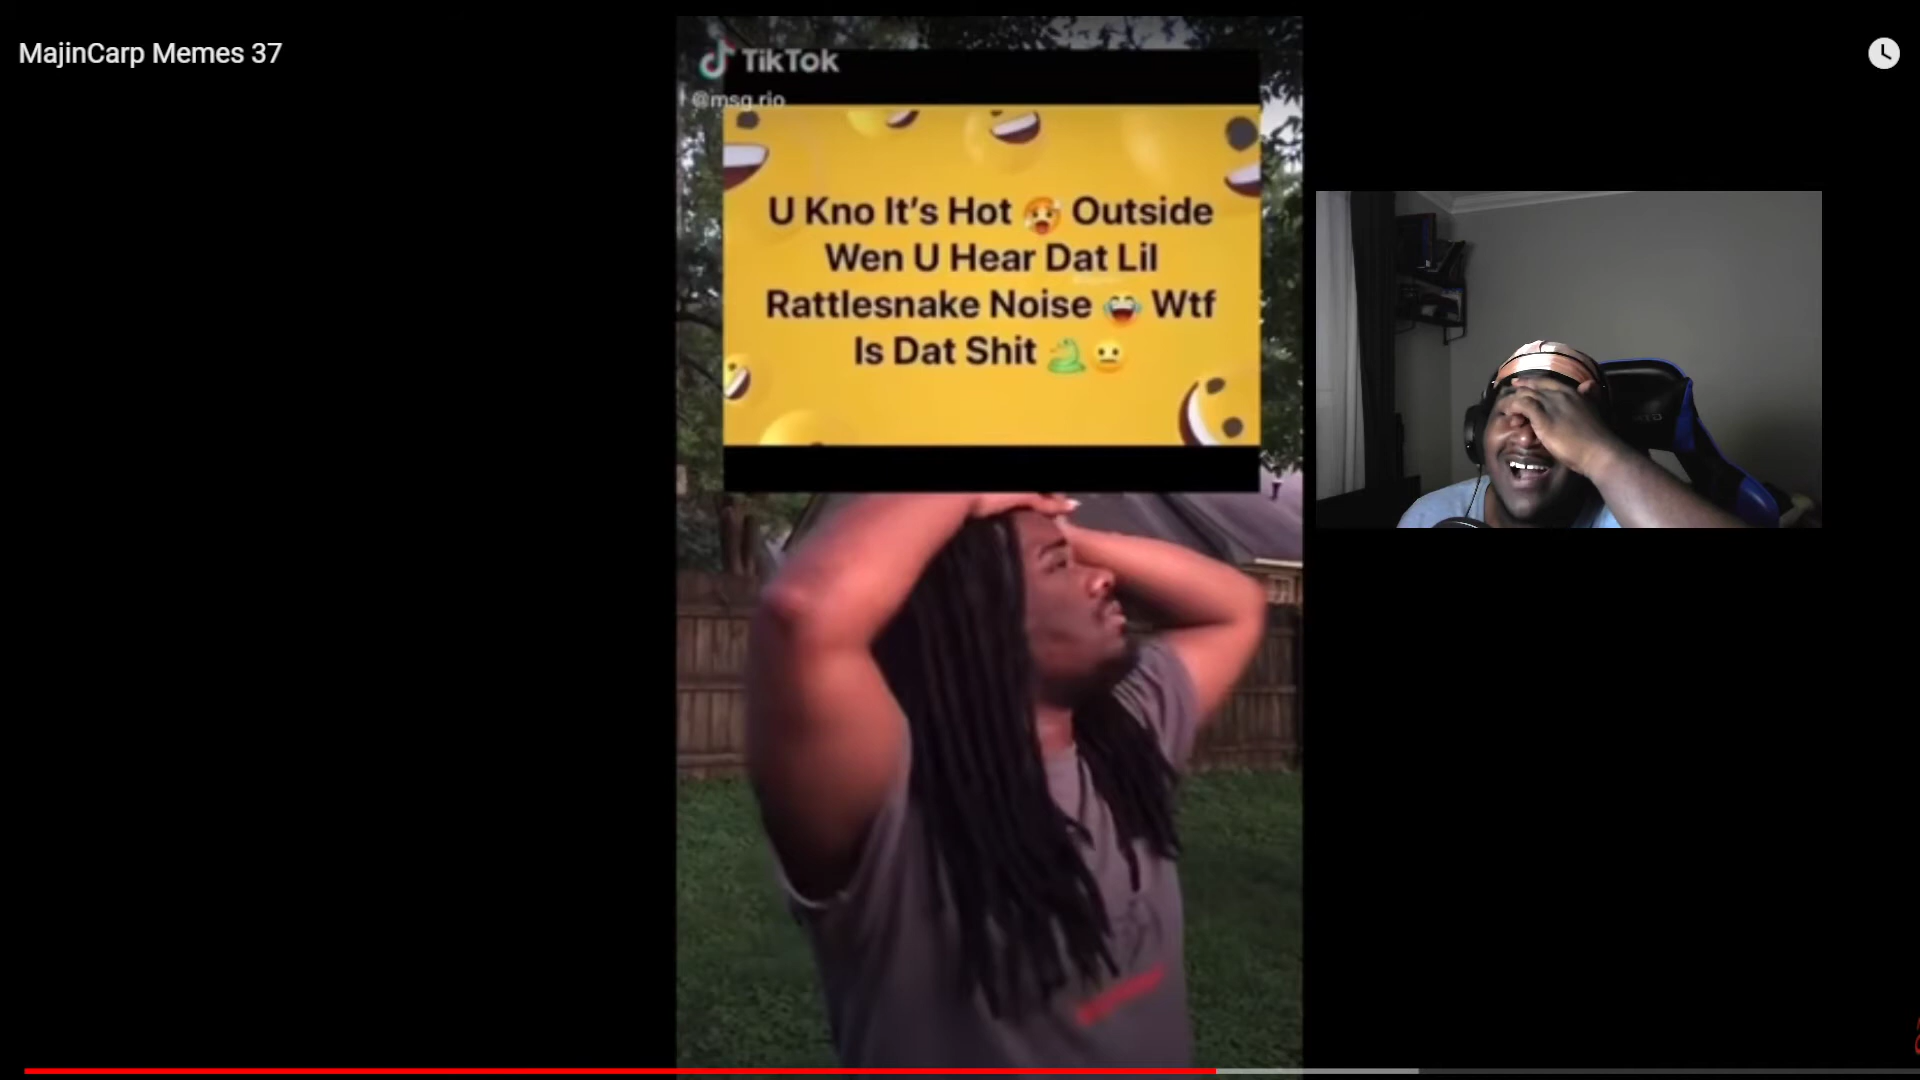 MajinCarp Memes 37
TikTok
@msg.rio
U Kno It’s Hot 🥵 Outside
Wen U Hear Dat Lil
Rattlesnake Noise 😂 Wtf
Is Dat Shit 🐍😐